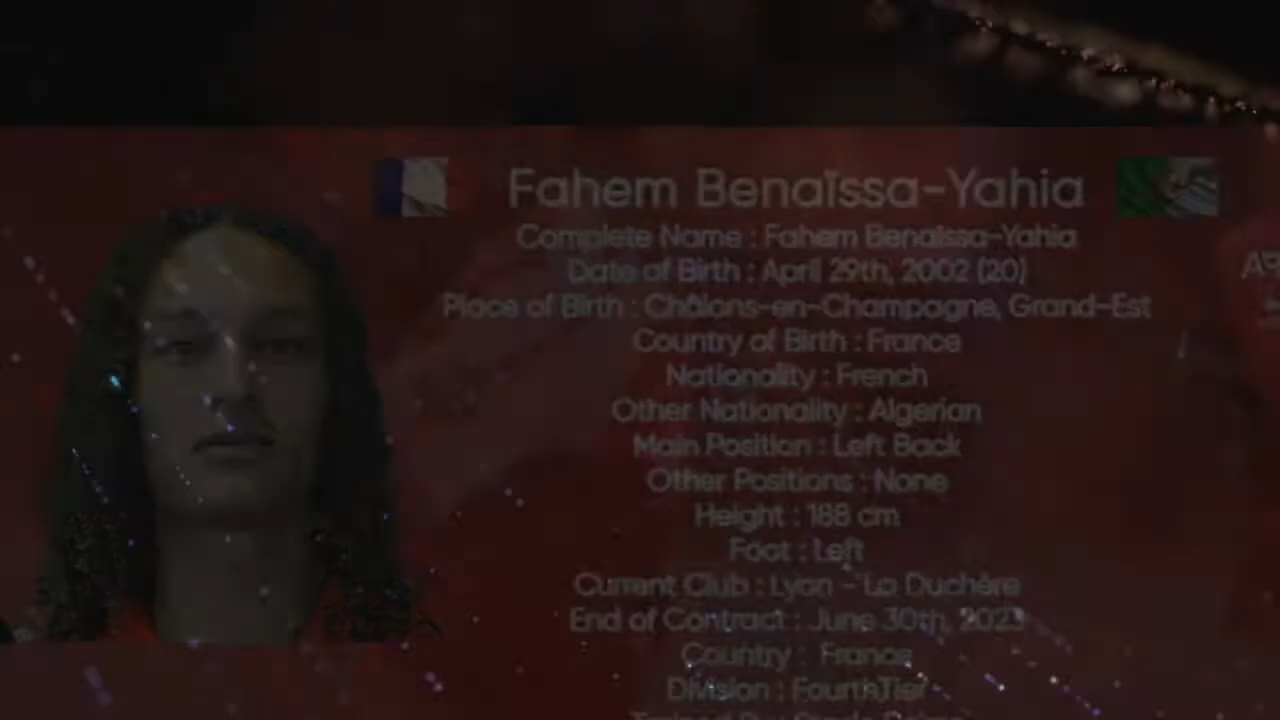 Fahem Benaïssa-Yahia
Complete Name : Fahem Benaïssa-Yahia
Date of Birth : April 29th, 2002 (20)
Place of Birth : Châlons-en-Champagne, Grand-Est
Country of Birth : France
Nationality : French
Other Nationality : Algerian
Main Position : Left Back
Other Positions : None
Height : 188 cm
Foot : Left
Current Club : Lyon - La Duchère
End of Contract : June 30th, 2023
Country : France
Division : FourthTier